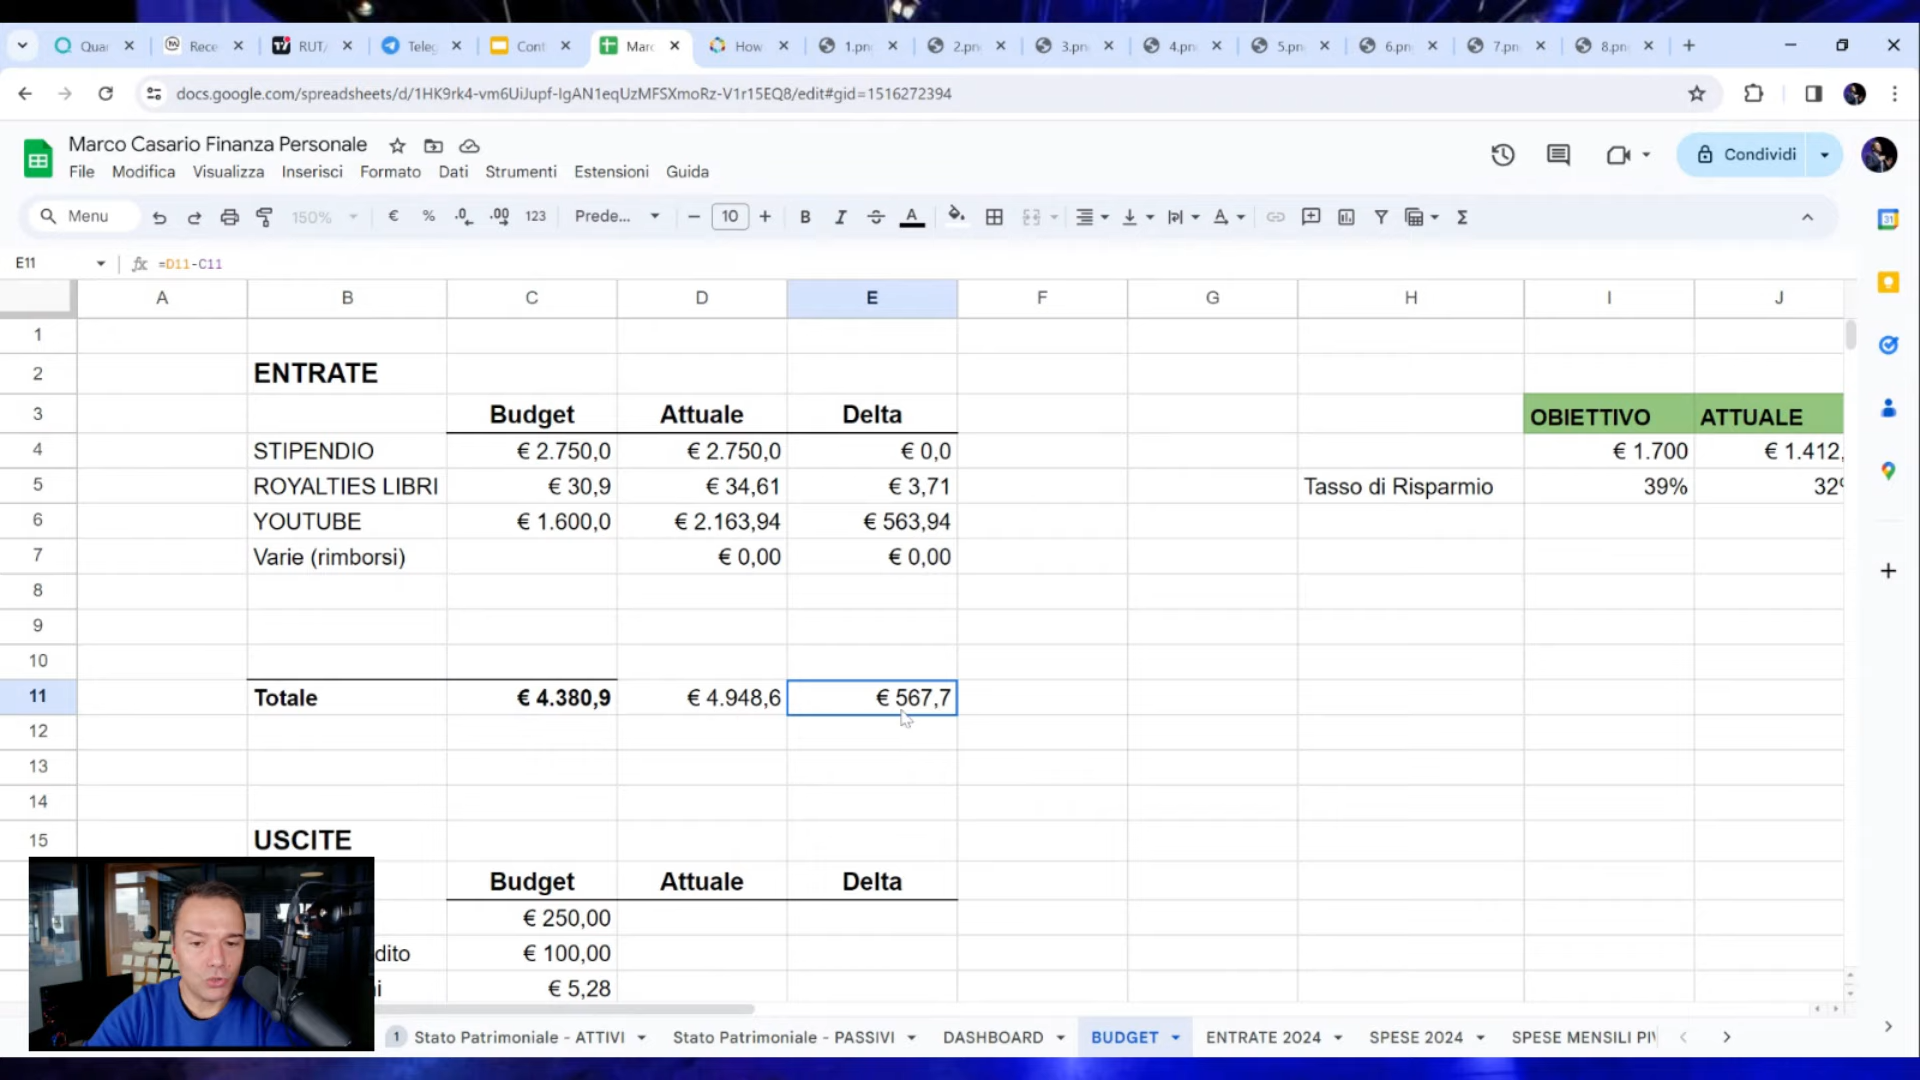 Quar
Rece
RUT/
Teleg
Cont
Marc
How
1.pn
2.pn
3.pn
4.pn
5.pn
6.pn
7.pn
8.pn
docs.google.com/spreadsheets/d/1HK9rk4-vm6UiJupf-IgAN1eqUzMFSXmoRz-V1r15EQ8/edit#gid=1516272394
Marco Casario Finanza Personale
File Modifica Visualizza Inserisci Formato Dati Strumenti Estensioni Guida
Condividi
Menu 150% € % .0 .00 123 Prede... 10 B I A Σ
E11 fx =D11-C11
A B C D E F G H I J
1
2 ENTRATE
3 Budget Attuale Delta OBIETTIVO ATTUALE
4 STIPENDIO € 2.750,0 € 2.750,0 € 0,0 € 1.700 € 1.412,
5 ROYALTIES LIBRI € 30,9 € 34,61 € 3,71 Tasso di Risparmio 39% 32%
6 YOUTUBE € 1.600,0 € 2.163,94 € 563,94
7 Varie (rimborsi) € 0,00 € 0,00
8
9
10
11 Totale € 4.380,9 € 4.948,6 € 567,7
12
13
14
15 USCITE
Budget Attuale Delta
€ 250,00
dito € 100,00
ni € 5,28
1 Stato Patrimoniale - ATTIVI Stato Patrimoniale - PASSIVI DASHBOARD BUDGET ENTRATE 2024 SPESE 2024 SPESE MENSILI PIV